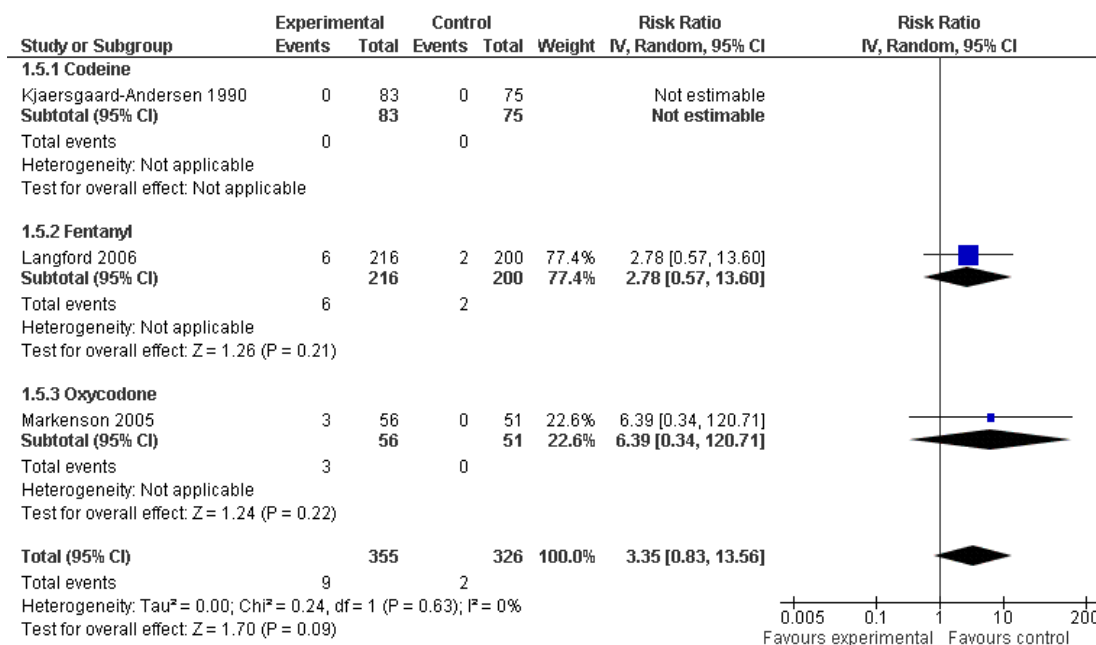 Experimental Control Risk Ratio Risk Ratio
Study or Subgroup Events Total Events Total Weight IV, Random, 95% CI IV, Random, 95% CI
1.5.1 Codeine
Kjaersgaard-Andersen 1990 0 83 0 75 Not estimable
Subtotal (95% CI) 83 75 Not estimable
Total events 0 0
Heterogeneity: Not applicable
Test for overall effect: Not applicable
1.5.2 Fentanyl
Langford 2006 6 216 2 200 77.4% 2.78 [0.57, 13.60]
Subtotal (95% CI) 216 200 77.4% 2.78 [0.57, 13.60]
Total events 6 2
Heterogeneity: Not applicable
Test for overall effect: Z = 1.26 (P = 0.21)
1.5.3 Oxycodone
Markenson 2005 3 56 0 51 22.6% 6.39 [0.34, 120.71]
Subtotal (95% CI) 56 51 22.6% 6.39 [0.34, 120.71]
Total events 3 0
Heterogeneity: Not applicable
Test for overall effect: Z = 1.24 (P = 0.22)
Total (95% CI) 355 326 100.0% 3.35 [0.83, 13.56]
Total events 9 2
Heterogeneity: Tau² = 0.00; Chi² = 0.24, df = 1 (P = 0.63); I² = 0%
Test for overall effect: Z = 1.70 (P = 0.09)
0.005 0.1 1 10 200
Favours experimental Favours control